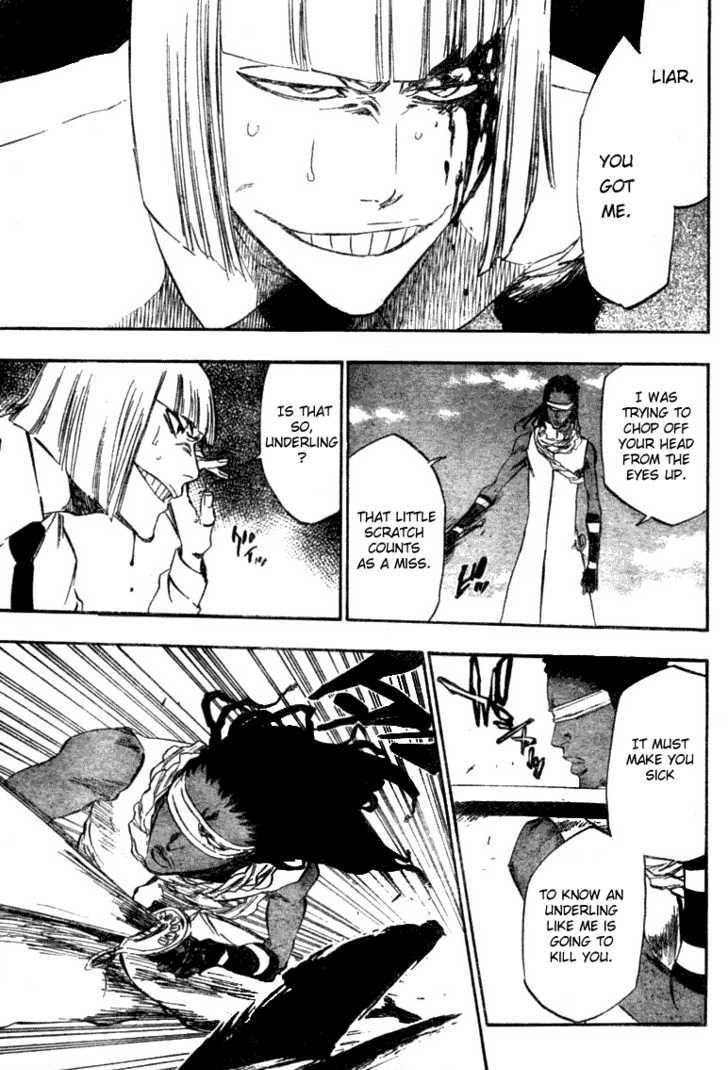 LIAR.
YOU
GOT
ME.
I WAS
TRYING TO
CHOP OFF
YOUR HEAD
FROM THE
EYES UP.
THAT LITTLE
SCRATCH
COUNTS
AS A MISS.
IS THAT
SO,
UNDERLING
?
IT MUST
MAKE YOU
SICK
TO KNOW AN
UNDERLING
LIKE ME IS
GOING TO
KILL YOU.